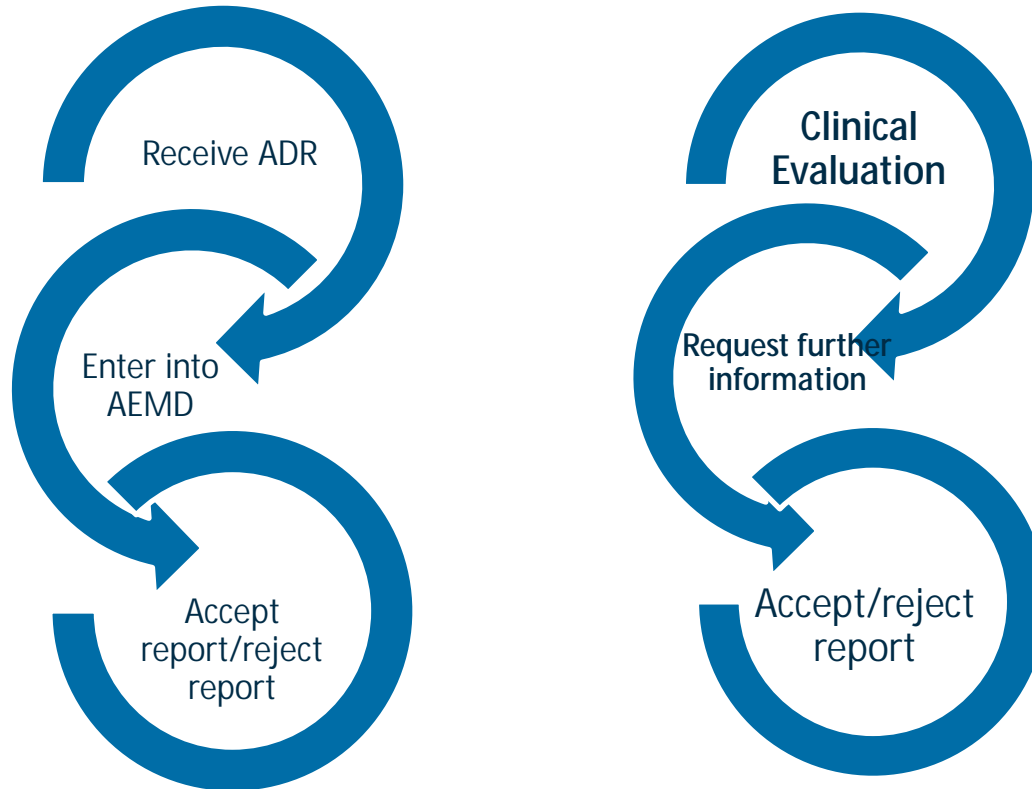 Receive ADR
Enter into
AEMD
Accept
report/reject
report
Clinical
Evaluation
Request further
information
Accept/reject
report